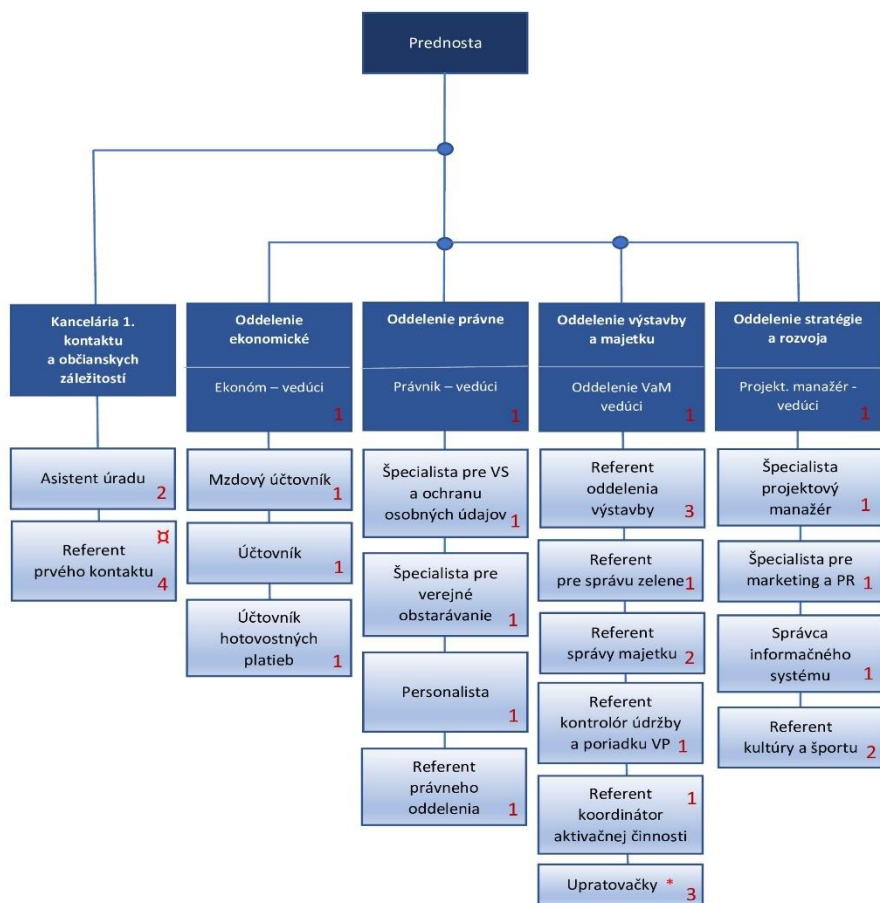 Prednosta
Kancelária 1.
kontaktu
a občianskych
záležitostí
Asistent úradu
2
¤
Referent
prvého kontaktu
4
Oddelenie
ekonomické
Ekonóm – vedúci
1
Mzdový účtovník
1
Účtovník
1
Účtovník
hotovostných
platieb
1
Oddelenie právne
Právnik – vedúci
1
Špecialista pre VS
a ochranu
osobných údajov
1
Špecialista pre
verejné
obstarávanie
1
Personalista
1
Referent
právneho
oddelenia
1
Oddelenie výstavby
a majetku
Oddelenie VaM
vedúci
1
Referent
oddelenia
výstavby
3
Referent
pre správu zelene
1
Referent
správy majetku
2
Referent
kontrolór údržby
a poriadku VP
1
Referent
koordinátor
aktivačnej činnosti
1
Upratovačky *
3
Oddelenie stratégie
a rozvoja
Projekt. manažér -
vedúci
1
Špecialista
projektový
manažér
1
Špecialista pre
marketing a PR
1
Správca
informačného
systému
1
Referent
kultúry a športu
2